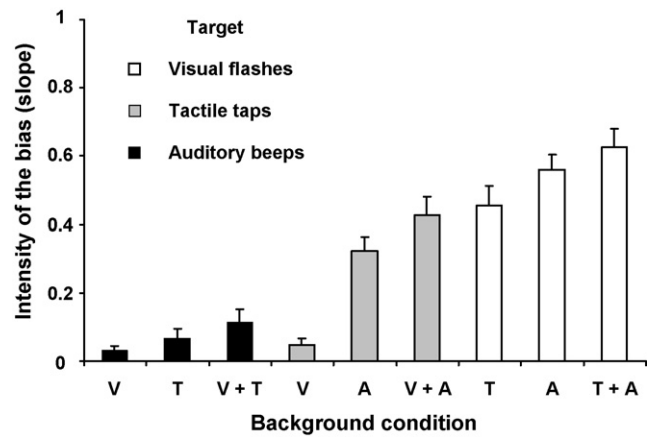 Target
Visual flashes
Tactile taps
Auditory beeps
Intensity of the bias (slope)
1
0.8
0.6
0.4
0.2
0
V T V + T V A V + A T A T + A
Background condition